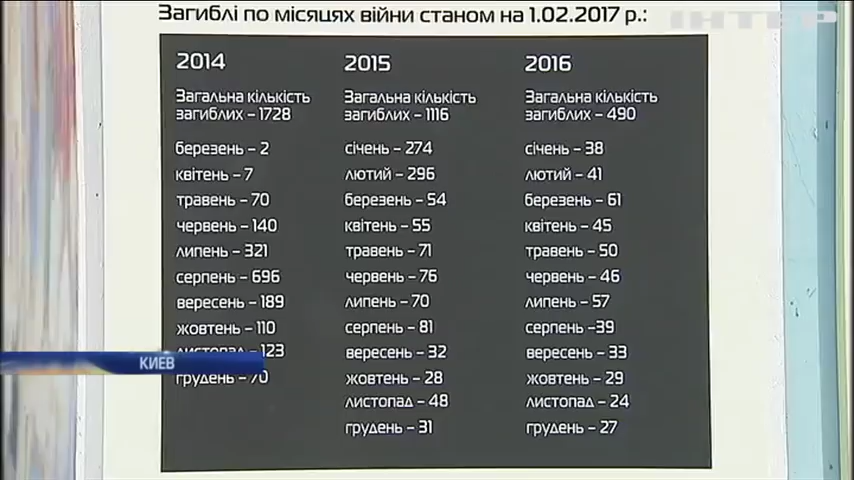 Загиблі по місяцях війни станом на 1.02.2017 р.:
ІНТЕР
2014
Загальна кількість
загиблих – 1728
березень – 2
квітень – 7
травень – 70
червень – 140
липень – 321
серпень – 696
вересень – 189
жовтень – 110
листопад – 123
грудень – 70
2015
Загальна кількість
загиблих – 1116
січень – 274
лютий – 296
березень – 54
квітень – 55
травень – 71
червень – 76
липень – 70
серпень – 81
вересень – 32
жовтень – 28
листопад – 48
грудень – 31
2016
Загальна кількість
загиблих – 490
січень – 38
лютий – 41
березень – 61
квітень – 45
травень – 50
червень – 46
липень – 57
серпень –39
вересень – 33
жовтень – 29
листопад – 24
грудень – 27
КИЕВ